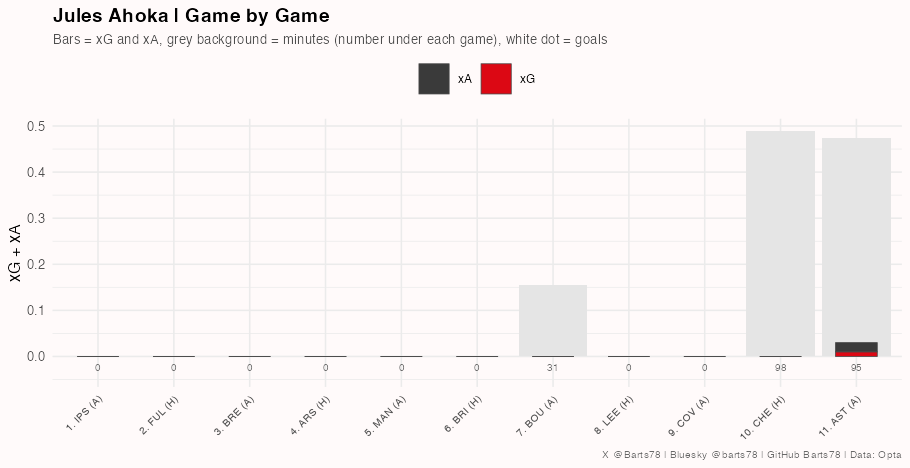 Jules Ahoka | Game by Game
Bars = xG and xA, grey background = minutes (number under each game), white dot = goals
xA xG
xG + xA
0.5
0.4
0.3
0.2
0.1
0.0
0 0 0 0 0 0 31 0 0 98 95
1. IPS (A)
2. FUL (H)
3. BRE (A)
4. ARS (H)
5. MAN (A)
6. BRI (H)
7. BOU (A)
8. LEE (H)
9. COV (A)
10. CHE (H)
11. AST (A)
X @Barts78 | Bluesky @barts78 | GitHub Barts78 | Data: Opta